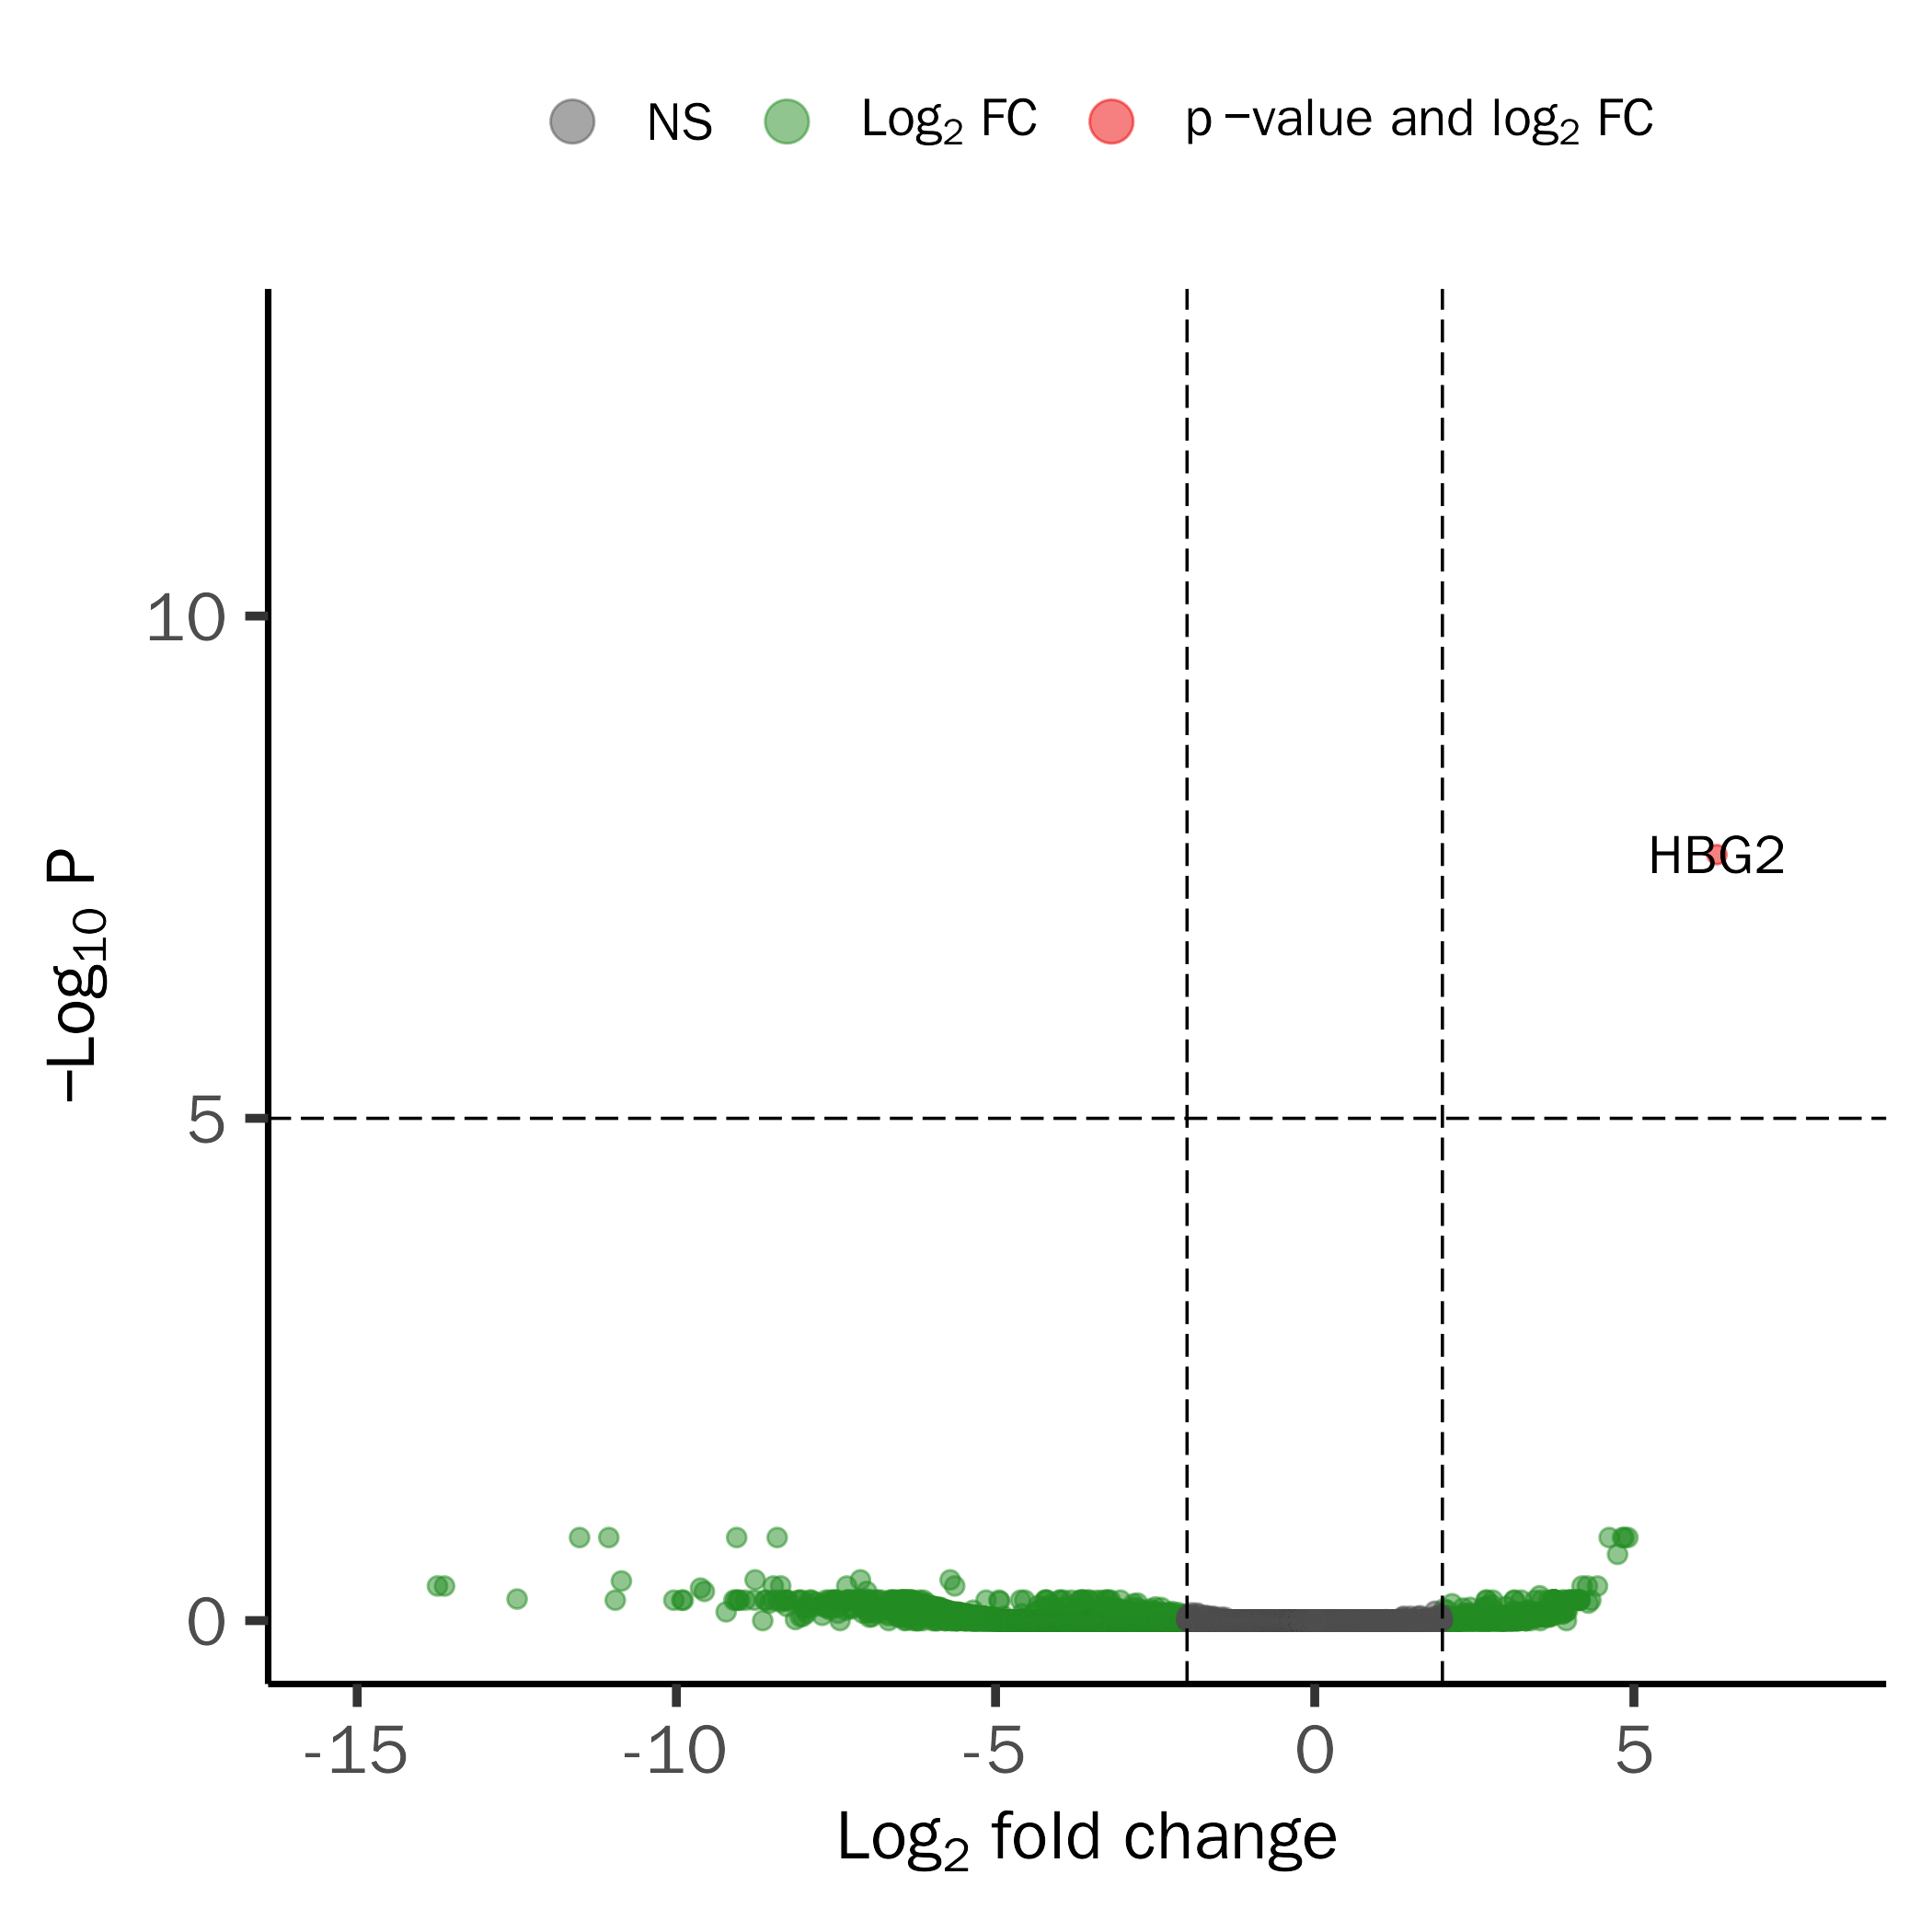 NS Log₂ FC p −value and log₂ FC
−Log₁₀ P
10
5
0
HBG2
-15 -10 -5 0 5
Log₂ fold change